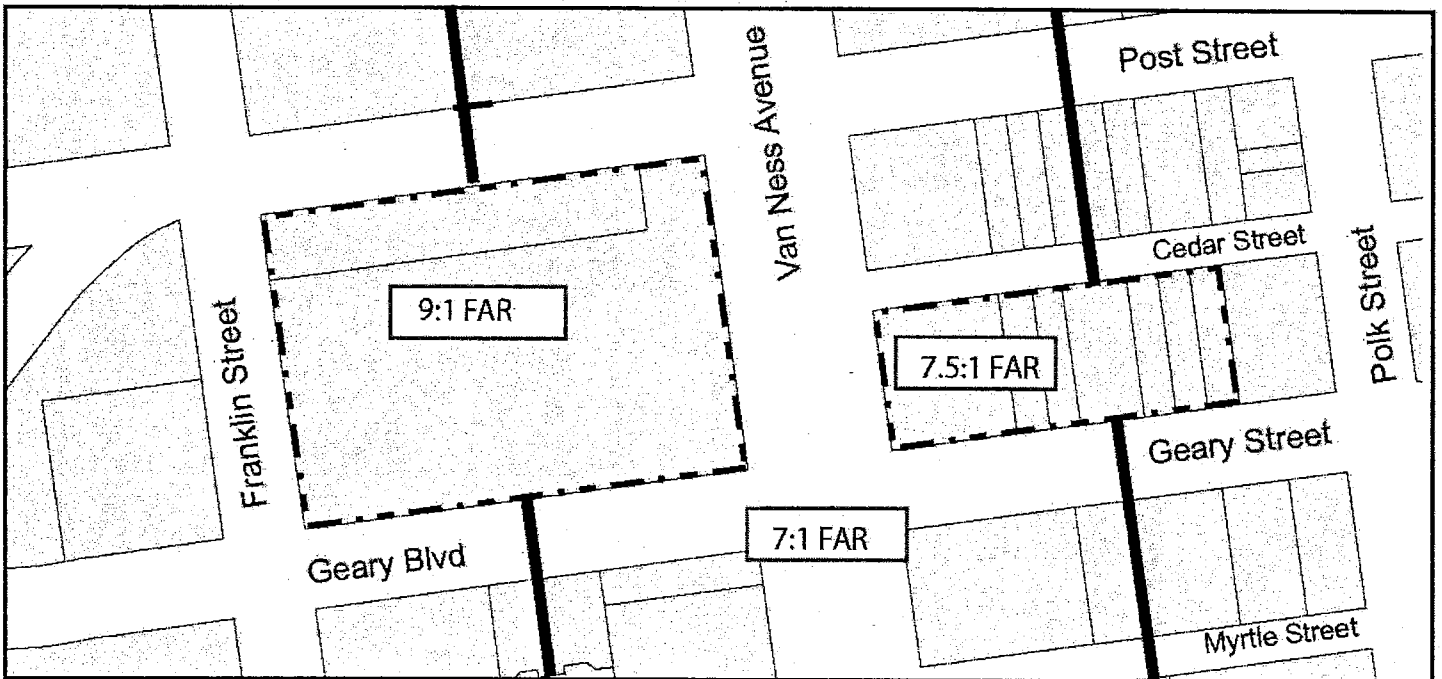 Post Street
Van Ness Avenue
Cedar Street
9:1 FAR
Franklin Street
7.5:1 FAR
Polk Street
Geary Street
7:1 FAR
Geary Blvd
Myrtle Street